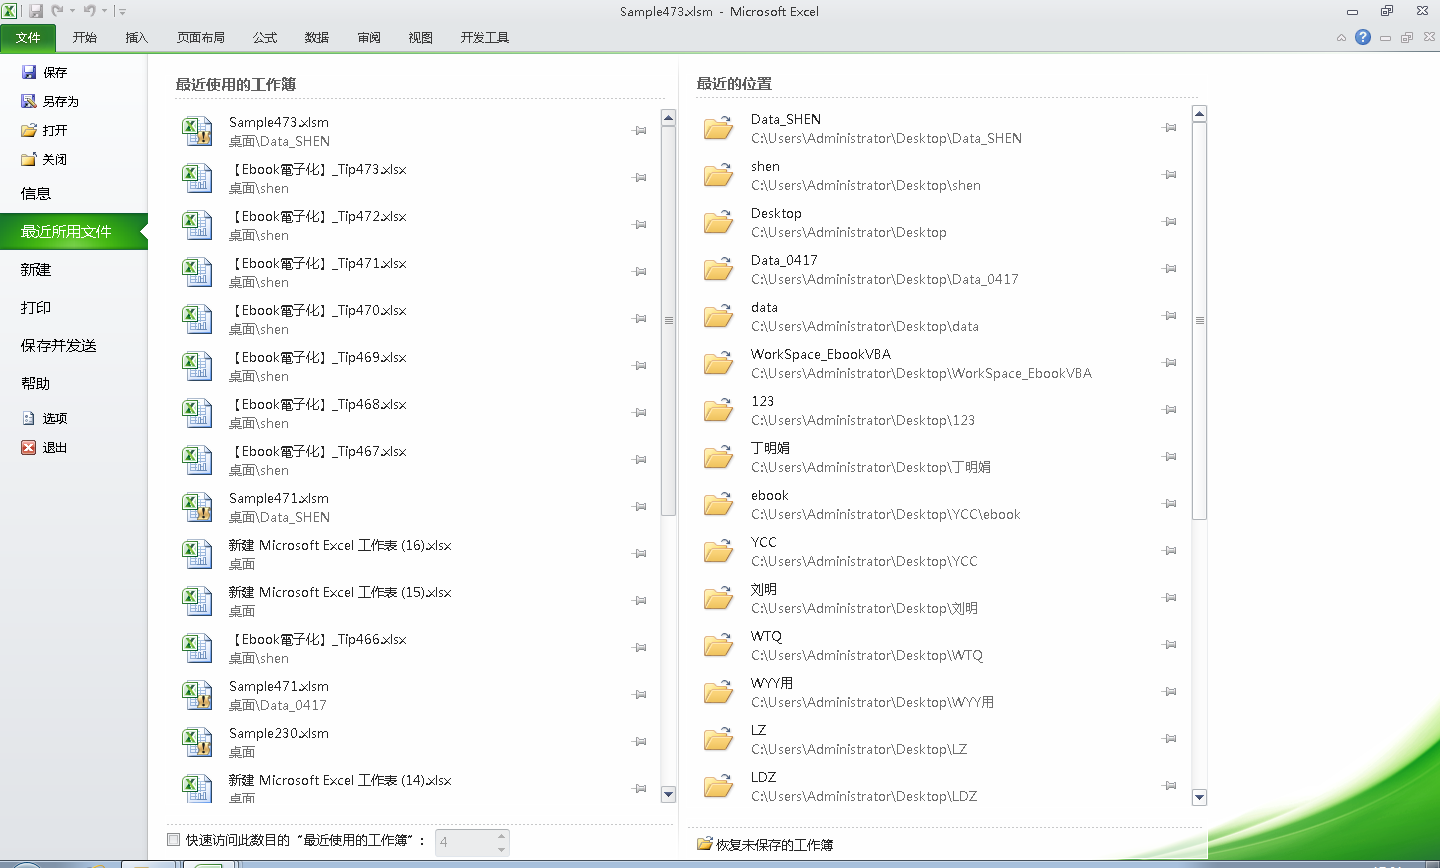 Sample473.xlsm - Microsoft Excel
文件 开始 插入 页面布局 公式 数据 审阅 视图 开发工具
保存
另存为
打开
关闭
信息
最近所用文件
新建
打印
保存并发送
帮助
选项
退出
最近使用的工作簿
Sample473.xlsm
桌面\Data_SHEN
【Ebook電子化】_Tip473.xlsx
桌面\shen
【Ebook電子化】_Tip472.xlsx
桌面\shen
【Ebook電子化】_Tip471.xlsx
桌面\shen
【Ebook電子化】_Tip470.xlsx
桌面\shen
【Ebook電子化】_Tip469.xlsx
桌面\shen
【Ebook電子化】_Tip468.xlsx
桌面\shen
【Ebook電子化】_Tip467.xlsx
桌面\shen
Sample471.xlsm
桌面\Data_SHEN
新建 Microsoft Excel 工作表 (16).xlsx
桌面
新建 Microsoft Excel 工作表 (15).xlsx
桌面
【Ebook電子化】_Tip466.xlsx
桌面\shen
Sample471.xlsm
桌面\Data_0417
Sample230.xlsm
桌面
新建 Microsoft Excel 工作表 (14).xlsx
桌面
快速访问此数目的“最近使用的工作簿”： 4
最近的位置
Data_SHEN
C:\Users\Administrator\Desktop\Data_SHEN
shen
C:\Users\Administrator\Desktop\shen
Desktop
C:\Users\Administrator\Desktop
Data_0417
C:\Users\Administrator\Desktop\Data_0417
data
C:\Users\Administrator\Desktop\data
WorkSpace_EbookVBA
C:\Users\Administrator\Desktop\WorkSpace_EbookVBA
123
C:\Users\Administrator\Desktop\123
丁明娟
C:\Users\Administrator\Desktop\丁明娟
ebook
C:\Users\Administrator\Desktop\YCC\ebook
YCC
C:\Users\Administrator\Desktop\YCC
刘明
C:\Users\Administrator\Desktop\刘明
WTQ
C:\Users\Administrator\Desktop\WTQ
WYY用
C:\Users\Administrator\Desktop\WYY用
LZ
C:\Users\Administrator\Desktop\LZ
LDZ
C:\Users\Administrator\Desktop\LDZ
恢复未保存的工作簿